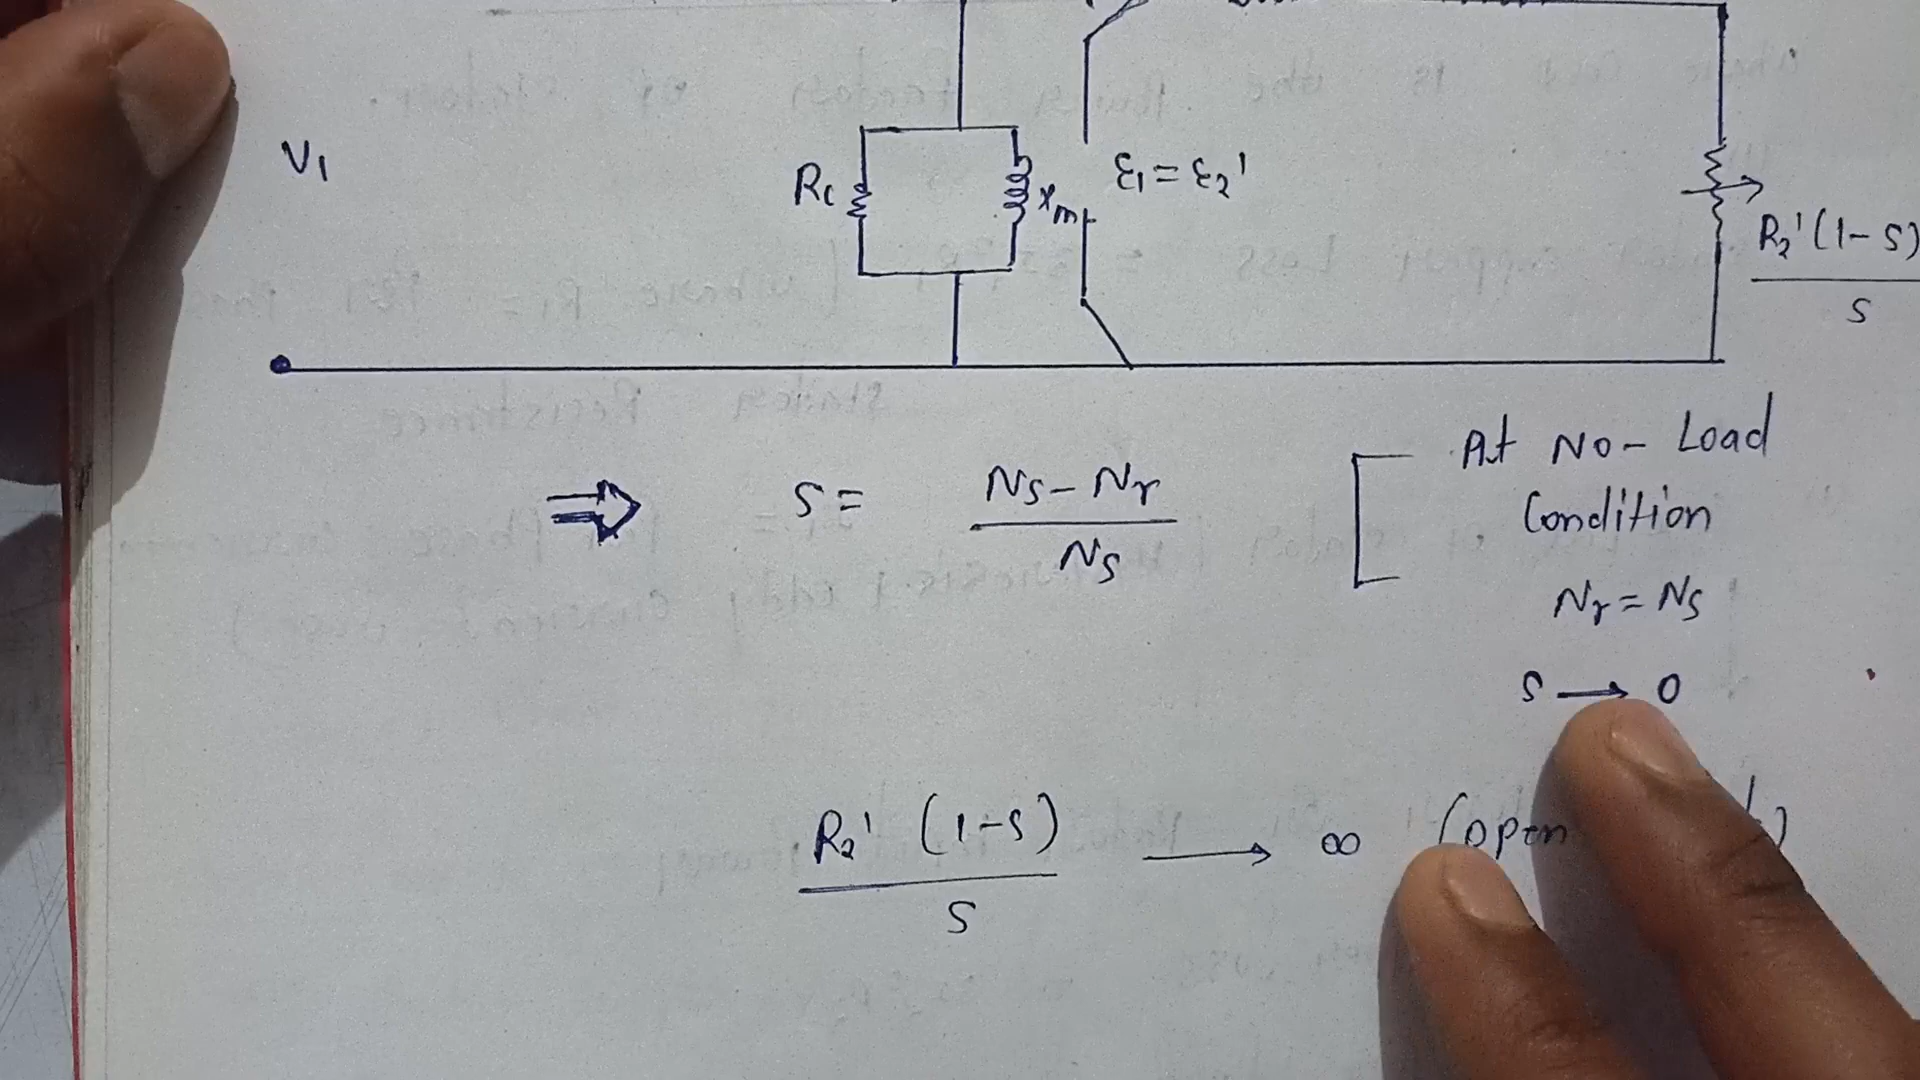 V1
Rc
Xm
E1 = E2'
R2'(1-S)
S
S = Ns - Nr
Ns
At No-Load
Condition
Nr = Ns
S → 0
R2' (1-S) → ∞ (open
S